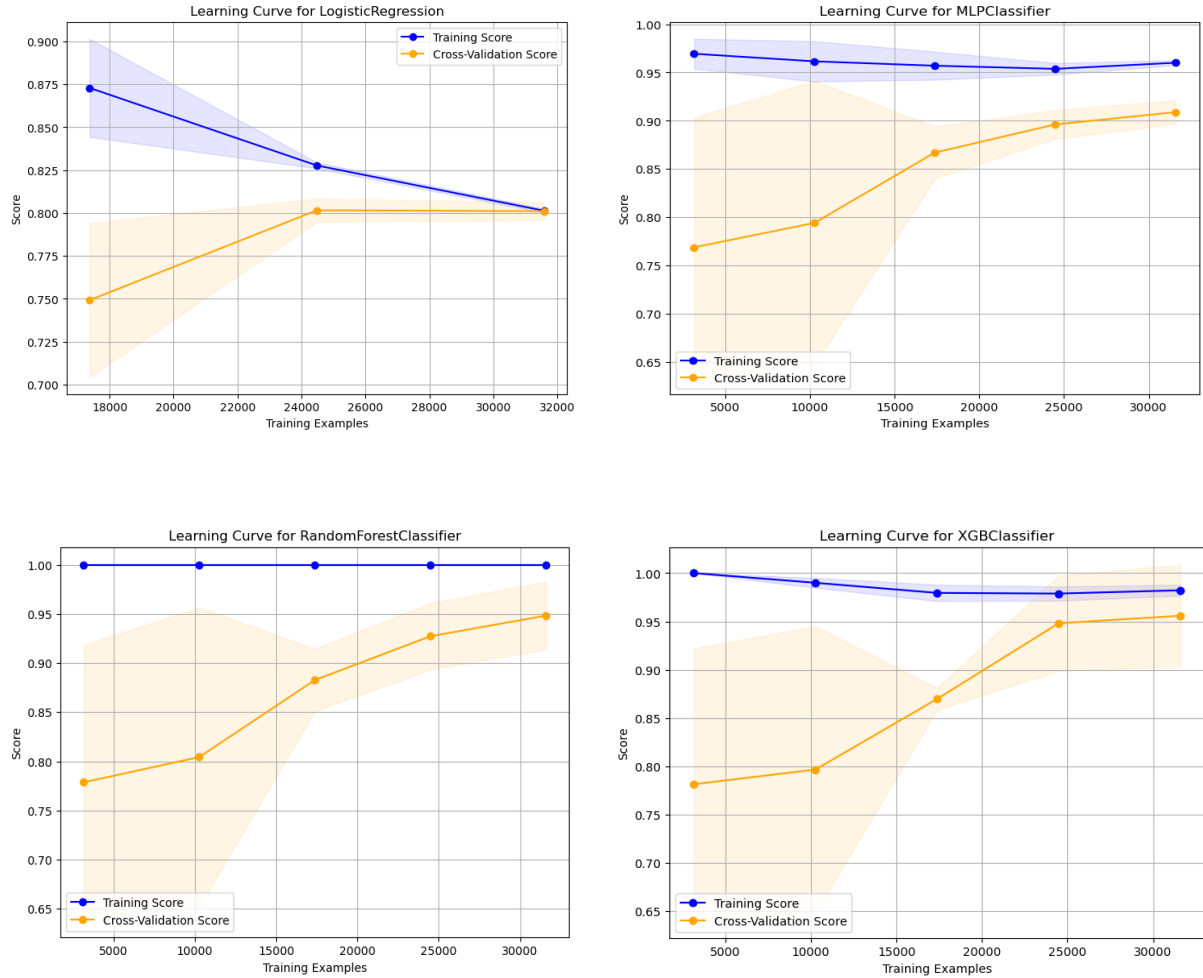 Learning Curve for LogisticRegression
Training Score
Cross-Validation Score
0.900
0.875
0.850
0.825
0.800
0.775
0.750
0.725
0.700
Score
18000 20000 22000 24000 26000 28000 30000 32000
Training Examples
Learning Curve for MLPClassifier
1.00
0.95
0.90
0.85
0.80
0.75
0.70
0.65
Score
Training Score
Cross-Validation Score
5000 10000 15000 20000 25000 30000
Training Examples
Learning Curve for RandomForestClassifier
1.00
0.95
0.90
0.85
0.80
0.75
0.70
0.65
Score
Training Score
Cross-Validation Score
5000 10000 15000 20000 25000 30000
Training Examples
Learning Curve for XGBClassifier
1.00
0.95
0.90
0.85
0.80
0.75
0.70
0.65
Score
Training Score
Cross-Validation Score
5000 10000 15000 20000 25000 30000
Training Examples